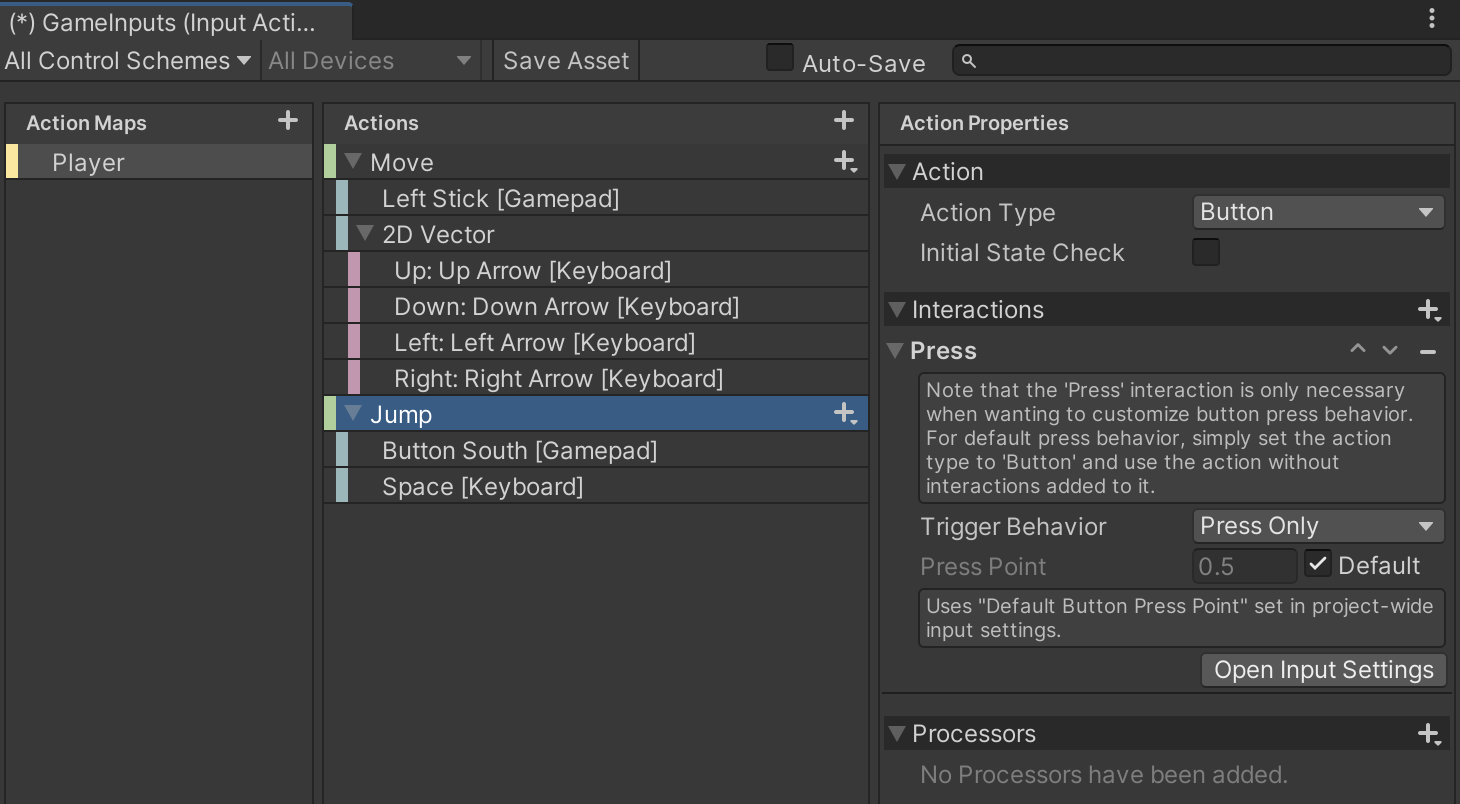 (*) GameInputs (Input Acti...
All Control Schemes All Devices Save Asset Auto-Save
Action Maps
Player
Actions
Move
Left Stick [Gamepad]
2D Vector
Up: Up Arrow [Keyboard]
Down: Down Arrow [Keyboard]
Left: Left Arrow [Keyboard]
Right: Right Arrow [Keyboard]
Jump
Button South [Gamepad]
Space [Keyboard]
Action Properties
Action
Action Type Button
Initial State Check
Interactions
Press
Note that the 'Press' interaction is only necessary
when wanting to customize button press behavior.
For default press behavior, simply set the action
type to 'Button' and use the action without
interactions added to it.
Trigger Behavior Press Only
Press Point 0.5 Default
Uses "Default Button Press Point" set in project-wide
input settings.
Open Input Settings
Processors
No Processors have been added.